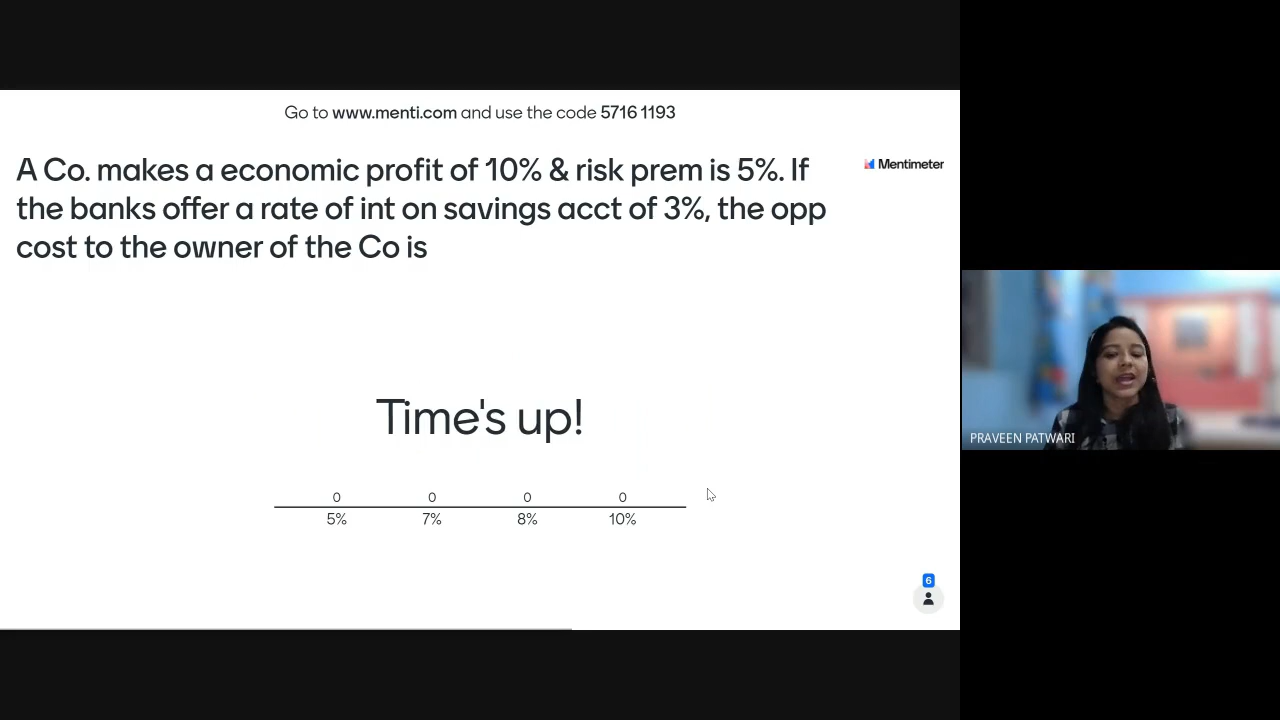 Go to www.menti.com and use the code 5716 1193
Mentimeter
A Co. makes a economic profit of 10% & risk prem is 5%. If
the banks offer a rate of int on savings acct of 3%, the opp
cost to the owner of the Co is
Time's up!
0 0 0 0
5% 7% 8% 10%
6
PRAVEEN PATWARI